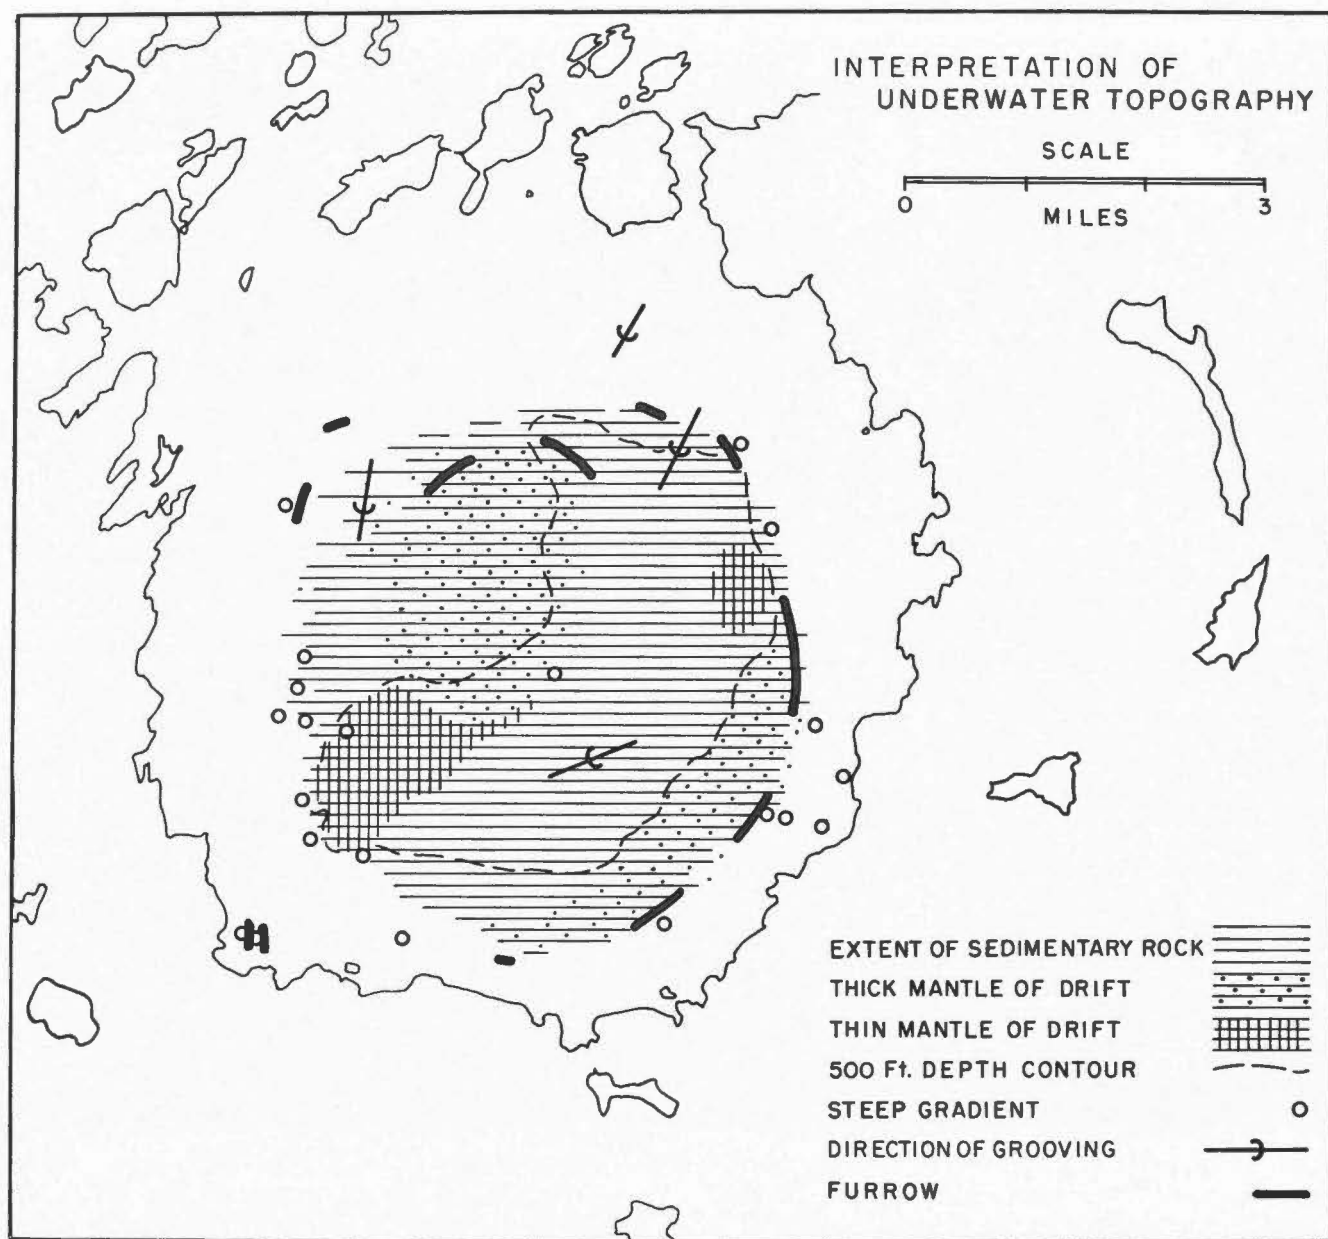 INTERPRETATION OF
UNDERWATER TOPOGRAPHY
SCALE
0 3
MILES
EXTENT OF SEDIMENTARY ROCK
THICK MANTLE OF DRIFT
THIN MANTLE OF DRIFT
500 Ft. DEPTH CONTOUR
STEEP GRADIENT
DIRECTION OF GROOVING
FURROW